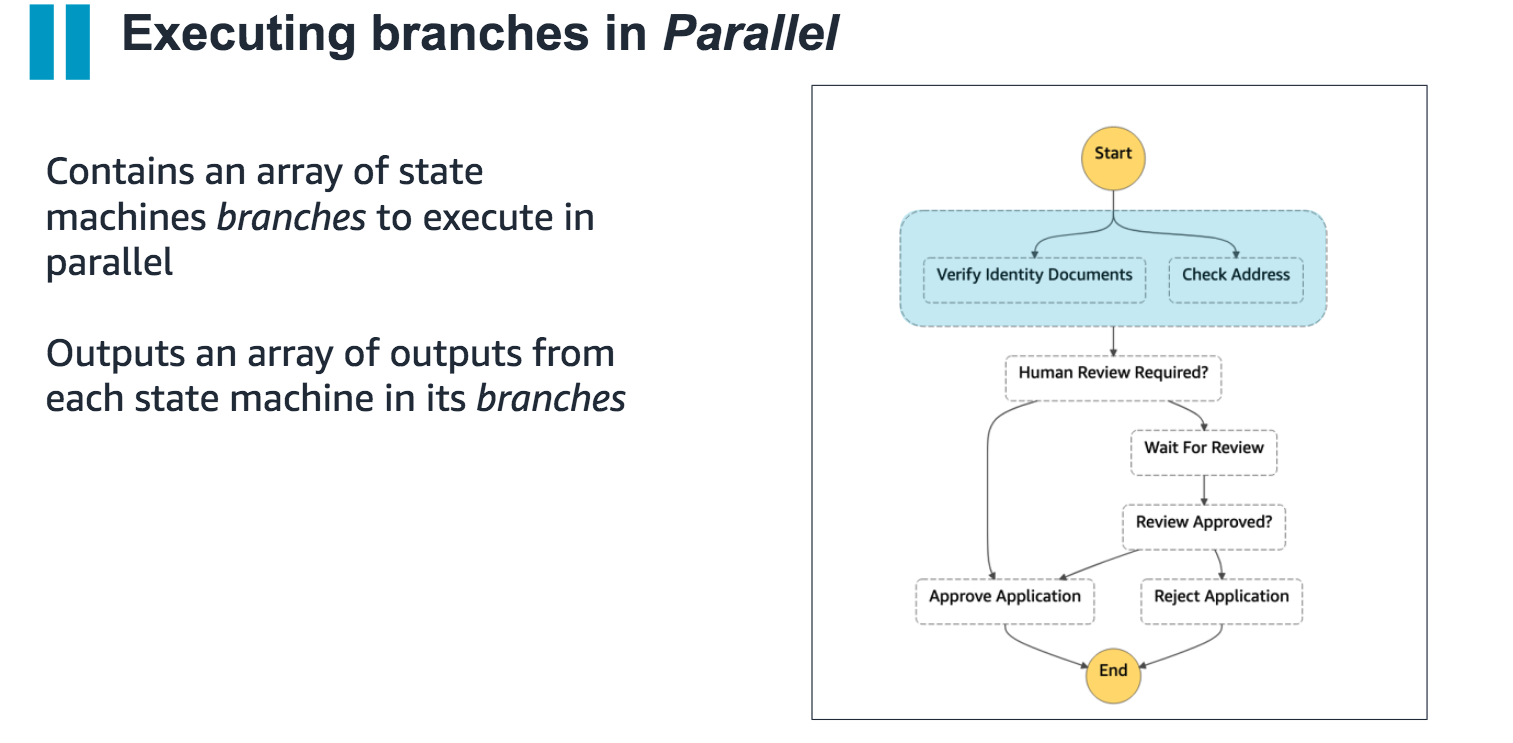 Executing branches in Parallel
Contains an array of state
machines branches to execute in
parallel
Outputs an array of outputs from
each state machine in its branches
Start
Verify Identity Documents
Check Address
Human Review Required?
Wait For Review
Review Approved?
Approve Application
Reject Application
End